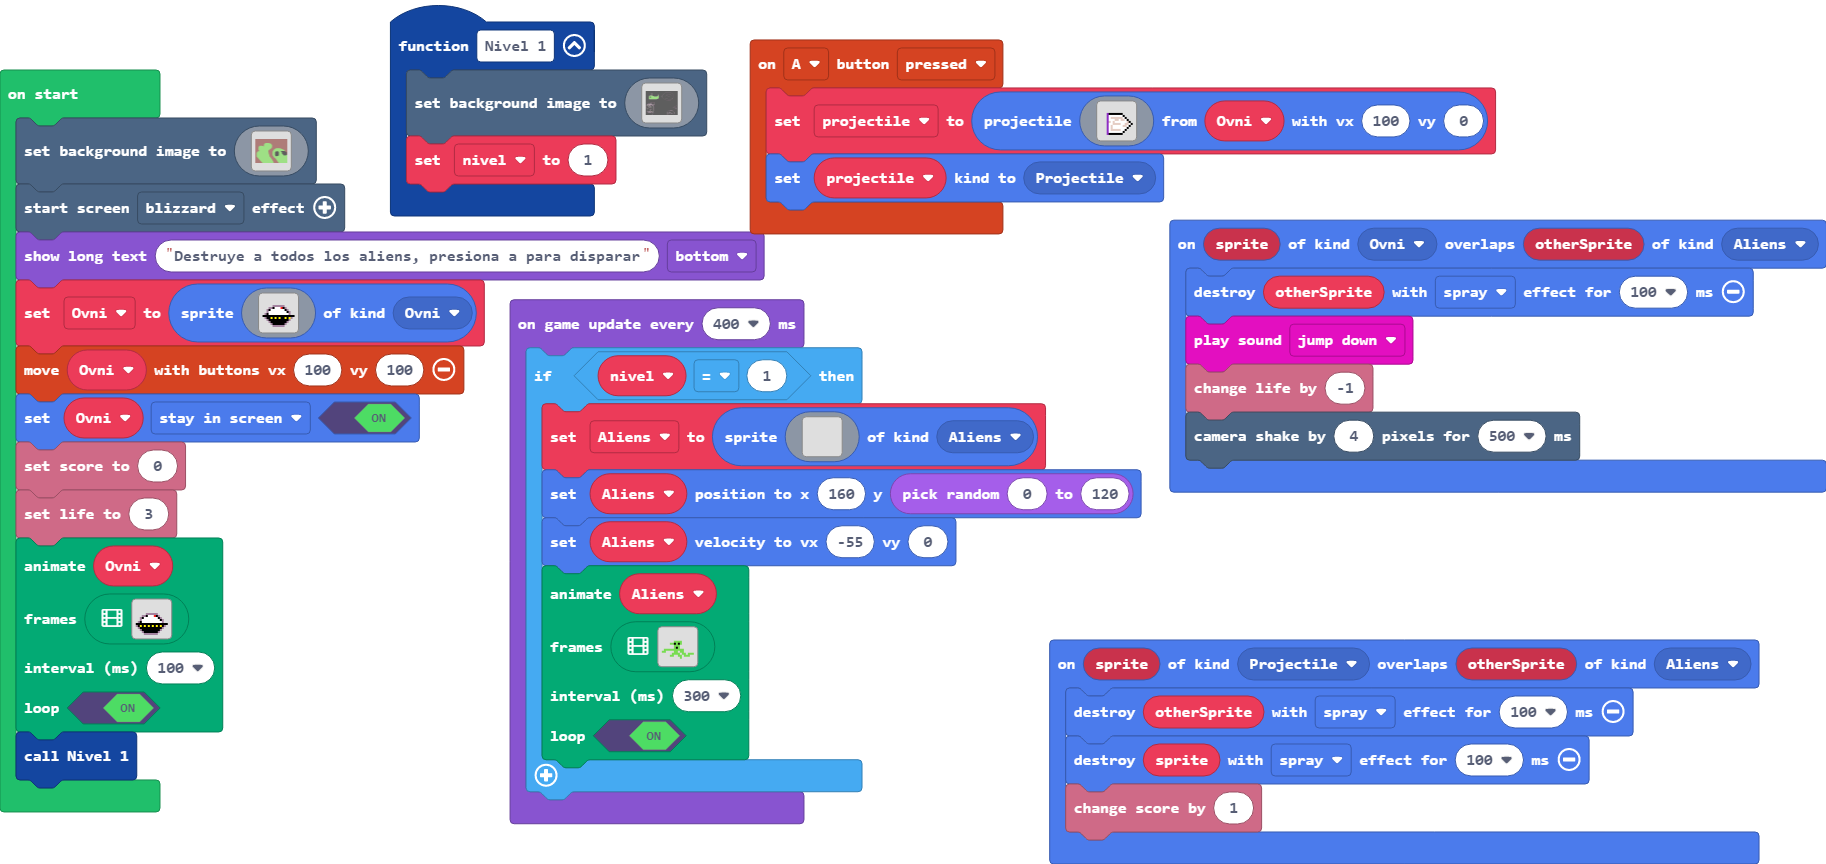 on start
set background image to
start screen blizzard effect
show long text "Destruye a todos los aliens, presiona a para disparar" bottom
set Ovni to sprite of kind Ovni
move Ovni with buttons vx 100 vy 100
set Ovni stay in screen ON
set score to 0
set life to 3
animate Ovni
frames
interval (ms) 100
loop ON
call Nivel 1
function Nivel 1
set background image to
set nivel to 1
on A button pressed
set projectile to projectile from Ovni with vx 100 vy 0
set projectile kind to Projectile
on game update every 400 ms
if nivel = 1 then
set Aliens to sprite of kind Aliens
set Aliens position to x 160 y pick random 0 to 120
set Aliens velocity to vx -55 vy 0
animate Aliens
frames
interval (ms) 300
loop ON
on sprite of kind Ovni overlaps otherSprite of kind Aliens
destroy otherSprite with spray effect for 100 ms
play sound jump down
change life by -1
camera shake by 4 pixels for 500 ms
on sprite of kind Projectile overlaps otherSprite of kind Aliens
destroy otherSprite with spray effect for 100 ms
destroy sprite with spray effect for 100 ms
change score by 1